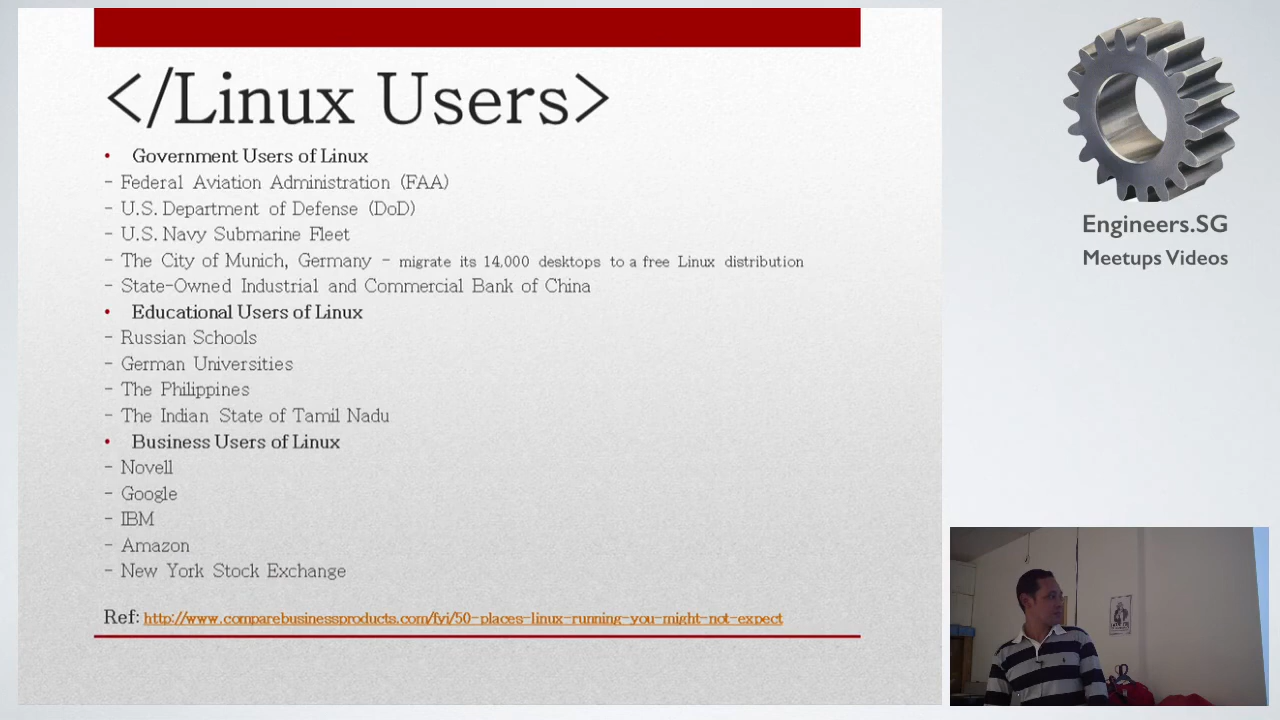 </Linux Users>
• Government Users of Linux
- Federal Aviation Administration (FAA)
- U.S. Department of Defense (DoD)
- U.S. Navy Submarine Fleet
- The City of Munich, Germany - migrate its 14,000 desktops to a free Linux distribution
- State-Owned Industrial and Commercial Bank of China
• Educational Users of Linux
- Russian Schools
- German Universities
- The Philippines
- The Indian State of Tamil Nadu
• Business Users of Linux
- Novell
- Google
- IBM
- Amazon
- New York Stock Exchange
Ref: http://www.comparebusinessproducts.com/fyi/50-places-linux-running-you-might-not-expect
Engineers.SG
Meetups Videos